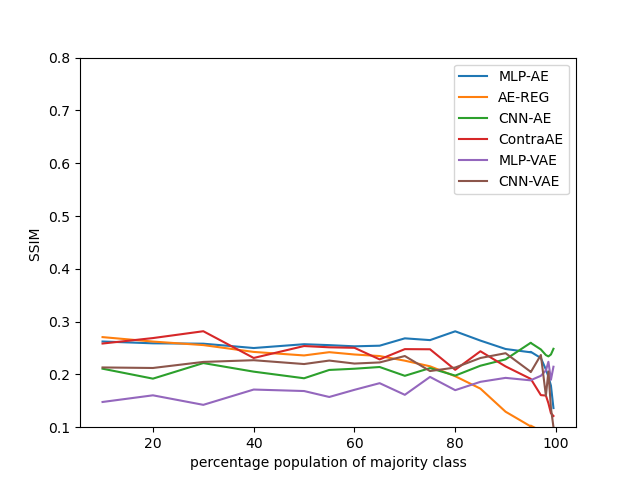 0.8
0.7
0.6
0.5
0.4
0.3
0.2
0.1
SSIM
20
40
60
80
100
percentage population of majority class
MLP-AE
AE-REG
CNN-AE
ContraAE
MLP-VAE
CNN-VAE